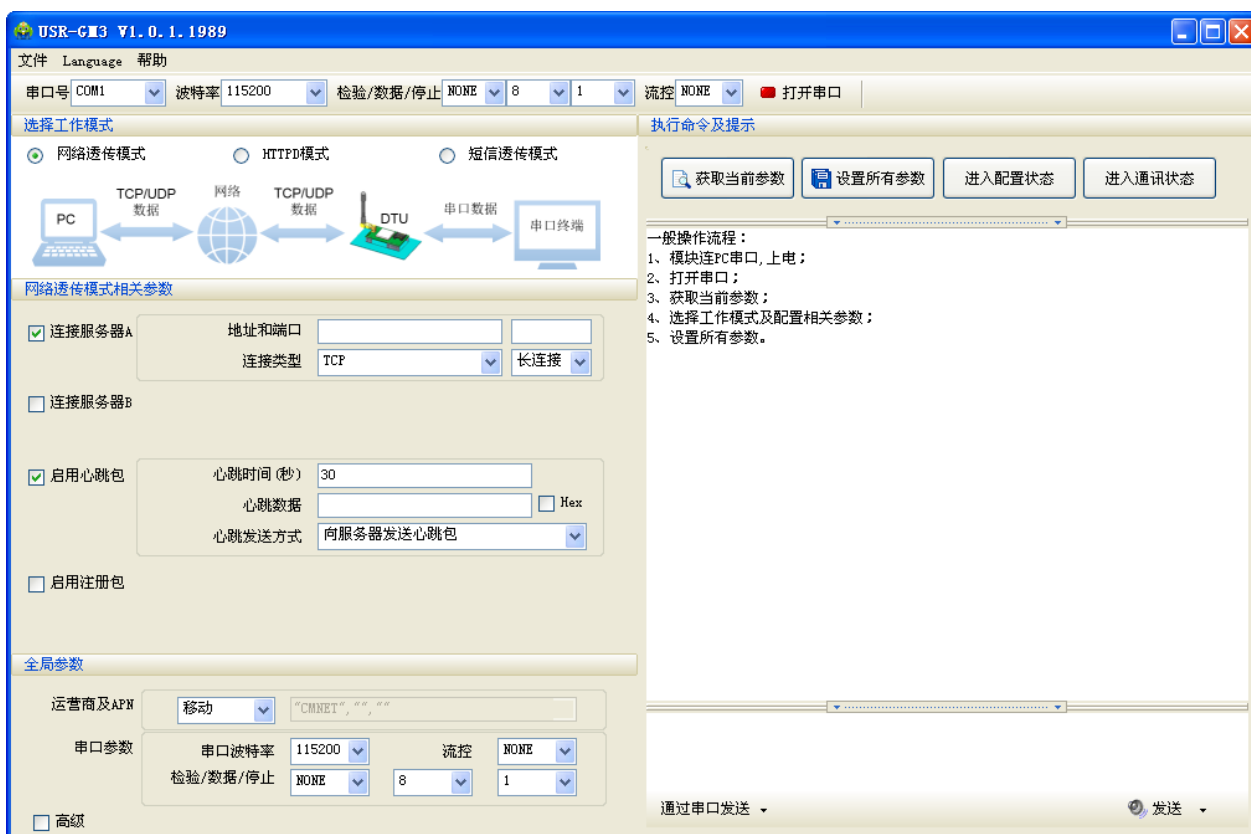 USR-GM3 V1.0.1.1989
文件 Language 帮助
串口号 COM1 波特率 115200 检验/数据/停止 NONE 8 1 流控 NONE 打开串口
选择工作模式
网络透传模式 HTTPD模式 短信透传模式
PC
TCP/UDP
数据
网络
TCP/UDP
数据
DTU
串口数据
串口终端
网络透传模式相关参数
连接服务器A
地址和端口
连接类型 TCP 长连接
连接服务器B
启用心跳包
心跳时间(秒) 30
心跳数据 Hex
心跳发送方式 向服务器发送心跳包
启用注册包
全局参数
运营商及APN 移动 "CMNET","",""
串口参数 串口波特率 115200 流控 NONE
检验/数据/停止 NONE 8 1
高级
执行命令及提示
获取当前参数 设置所有参数 进入配置状态 进入通讯状态
一般操作流程：
1、模块连PC串口,上电；
2、打开串口；
3、获取当前参数；
4、选择工作模式及配置相关参数；
5、设置所有参数。
通过串口发送 发送